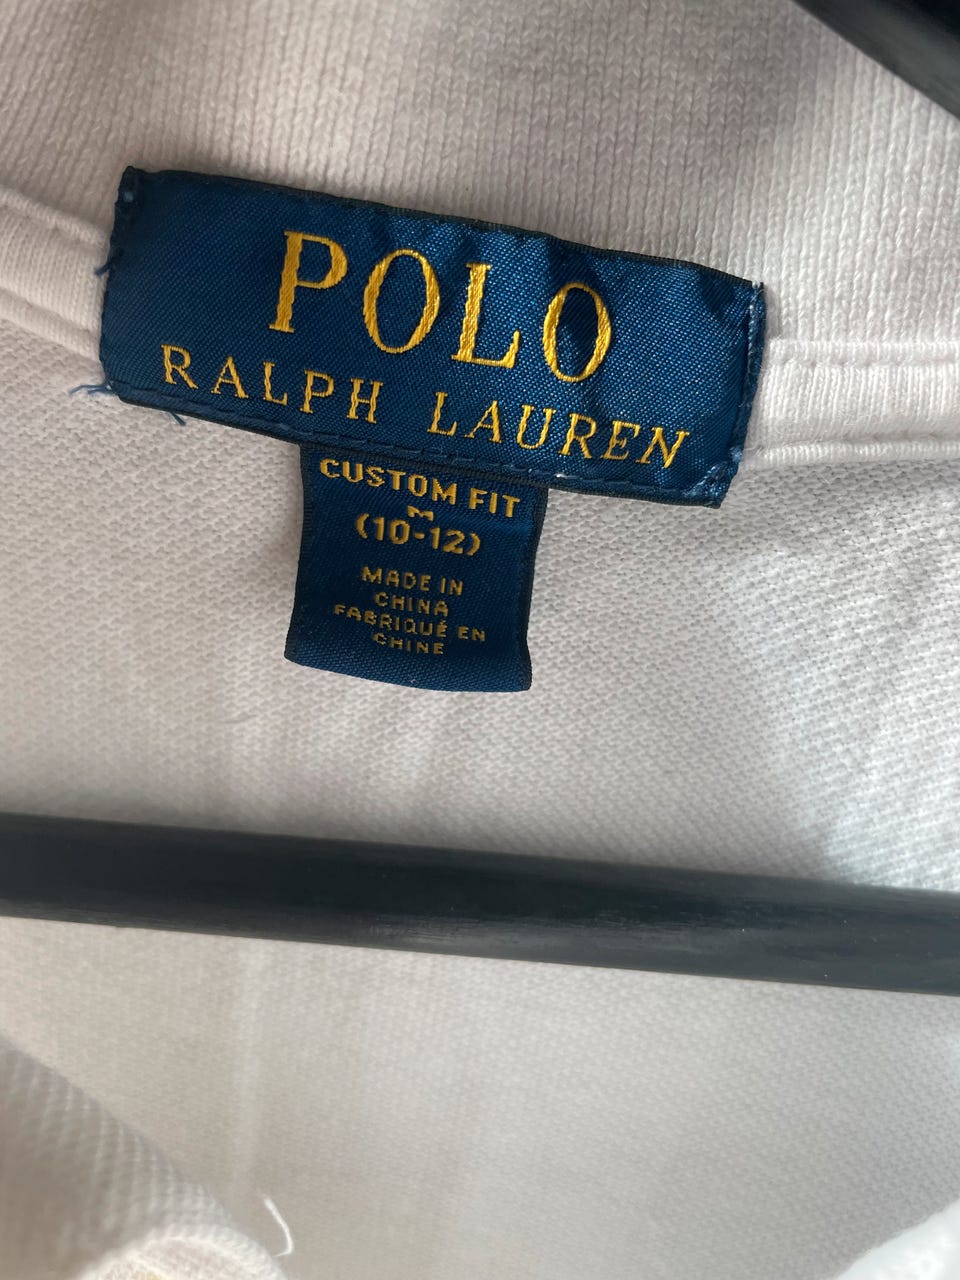 POLO
RALPH LAUREN
CUSTOM FIT
M
(10-12)
MADE IN
CHINA
FABRIQUÉ EN
CHINE